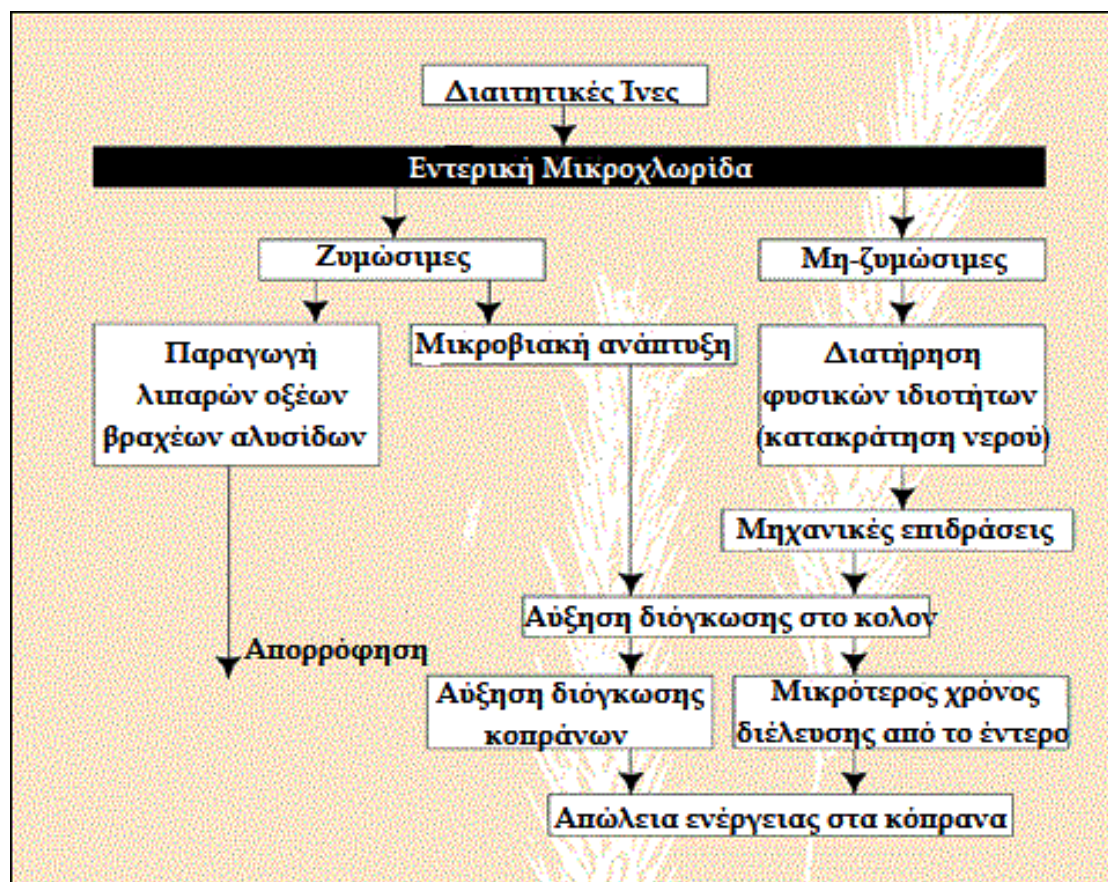 Διαιτητικές Ίνες
Εντερική Μικροχλωρίδα
Ζυμώσιμες
Μη-ζυμώσιμες
Παραγωγή
λιπαρών οξέων
βραχέων αλυσίδων
Μικροβιακή ανάπτυξη
Διατήρηση
φυσικών ιδιοτήτων
(κατακράτηση νερού)
Μηχανικές επιδράσεις
Αύξηση διόγκωσης στο κολον
Απορρόφηση
Αύξηση διόγκωσης
κοπράνων
Μικρότερος χρόνος
διέλευσης από το έντερο
Απώλεια ενέργειας στα κόπρανα